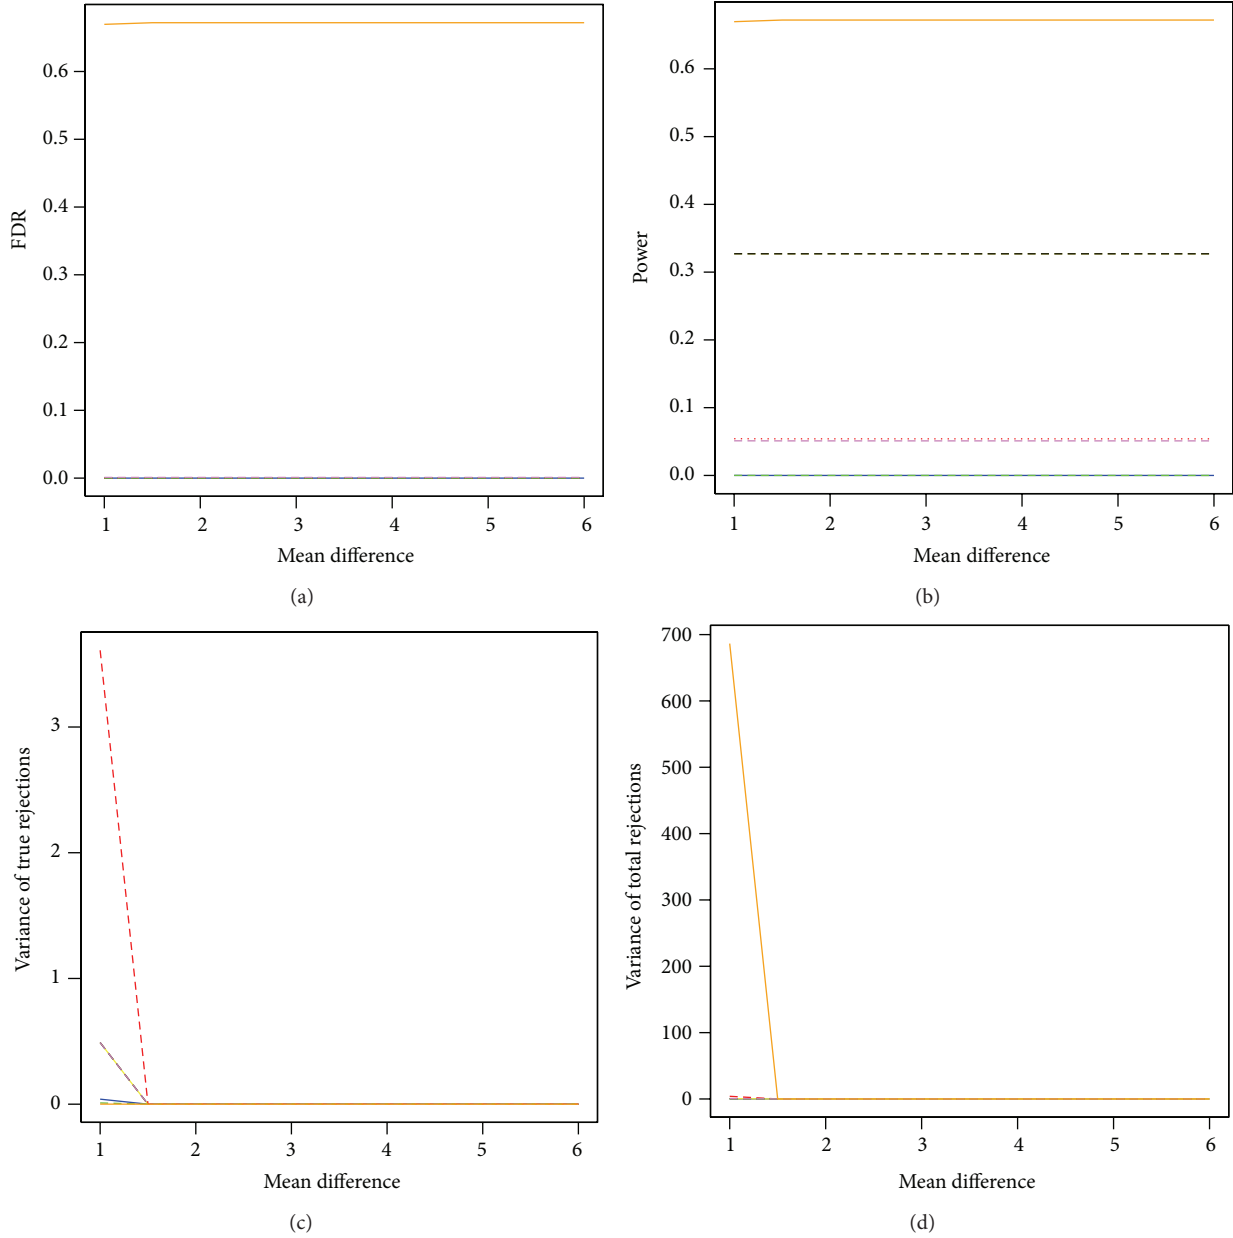 FDR
0.6
0.5
0.4
0.3
0.2
0.1
0.0
1 2 3 4 5 6
Mean difference
(a)
Power
0.6
0.5
0.4
0.3
0.2
0.1
0.0
1 2 3 4 5 6
Mean difference
(b)
Variance of true rejections
3
2
1
0
1 2 3 4 5 6
Mean difference
(c)
Variance of total rejections
700
600
500
400
300
200
100
0
1 2 3 4 5 6
Mean difference
(d)